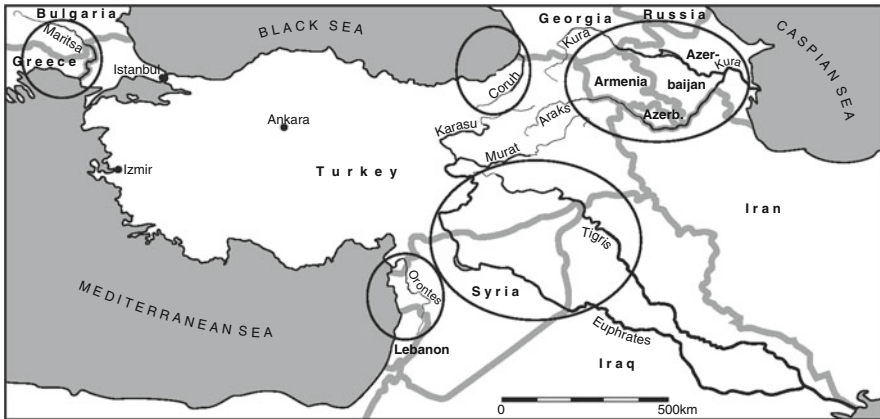 Bulgaria
Maritsa
Greece
Istanbul
BLACK SEA
Georgia
Russia
Kura
Azer-
Kura
baijan
Armenia
Azerb.
CASPIAN SEA
Coruh
Karasu
Araks
Murat
Ankara
Izmir
Turkey
Iran
Tigris
Orontes
Syria
Euphrates
MEDITERRANEAN SEA
Lebanon
Iraq
0 500km